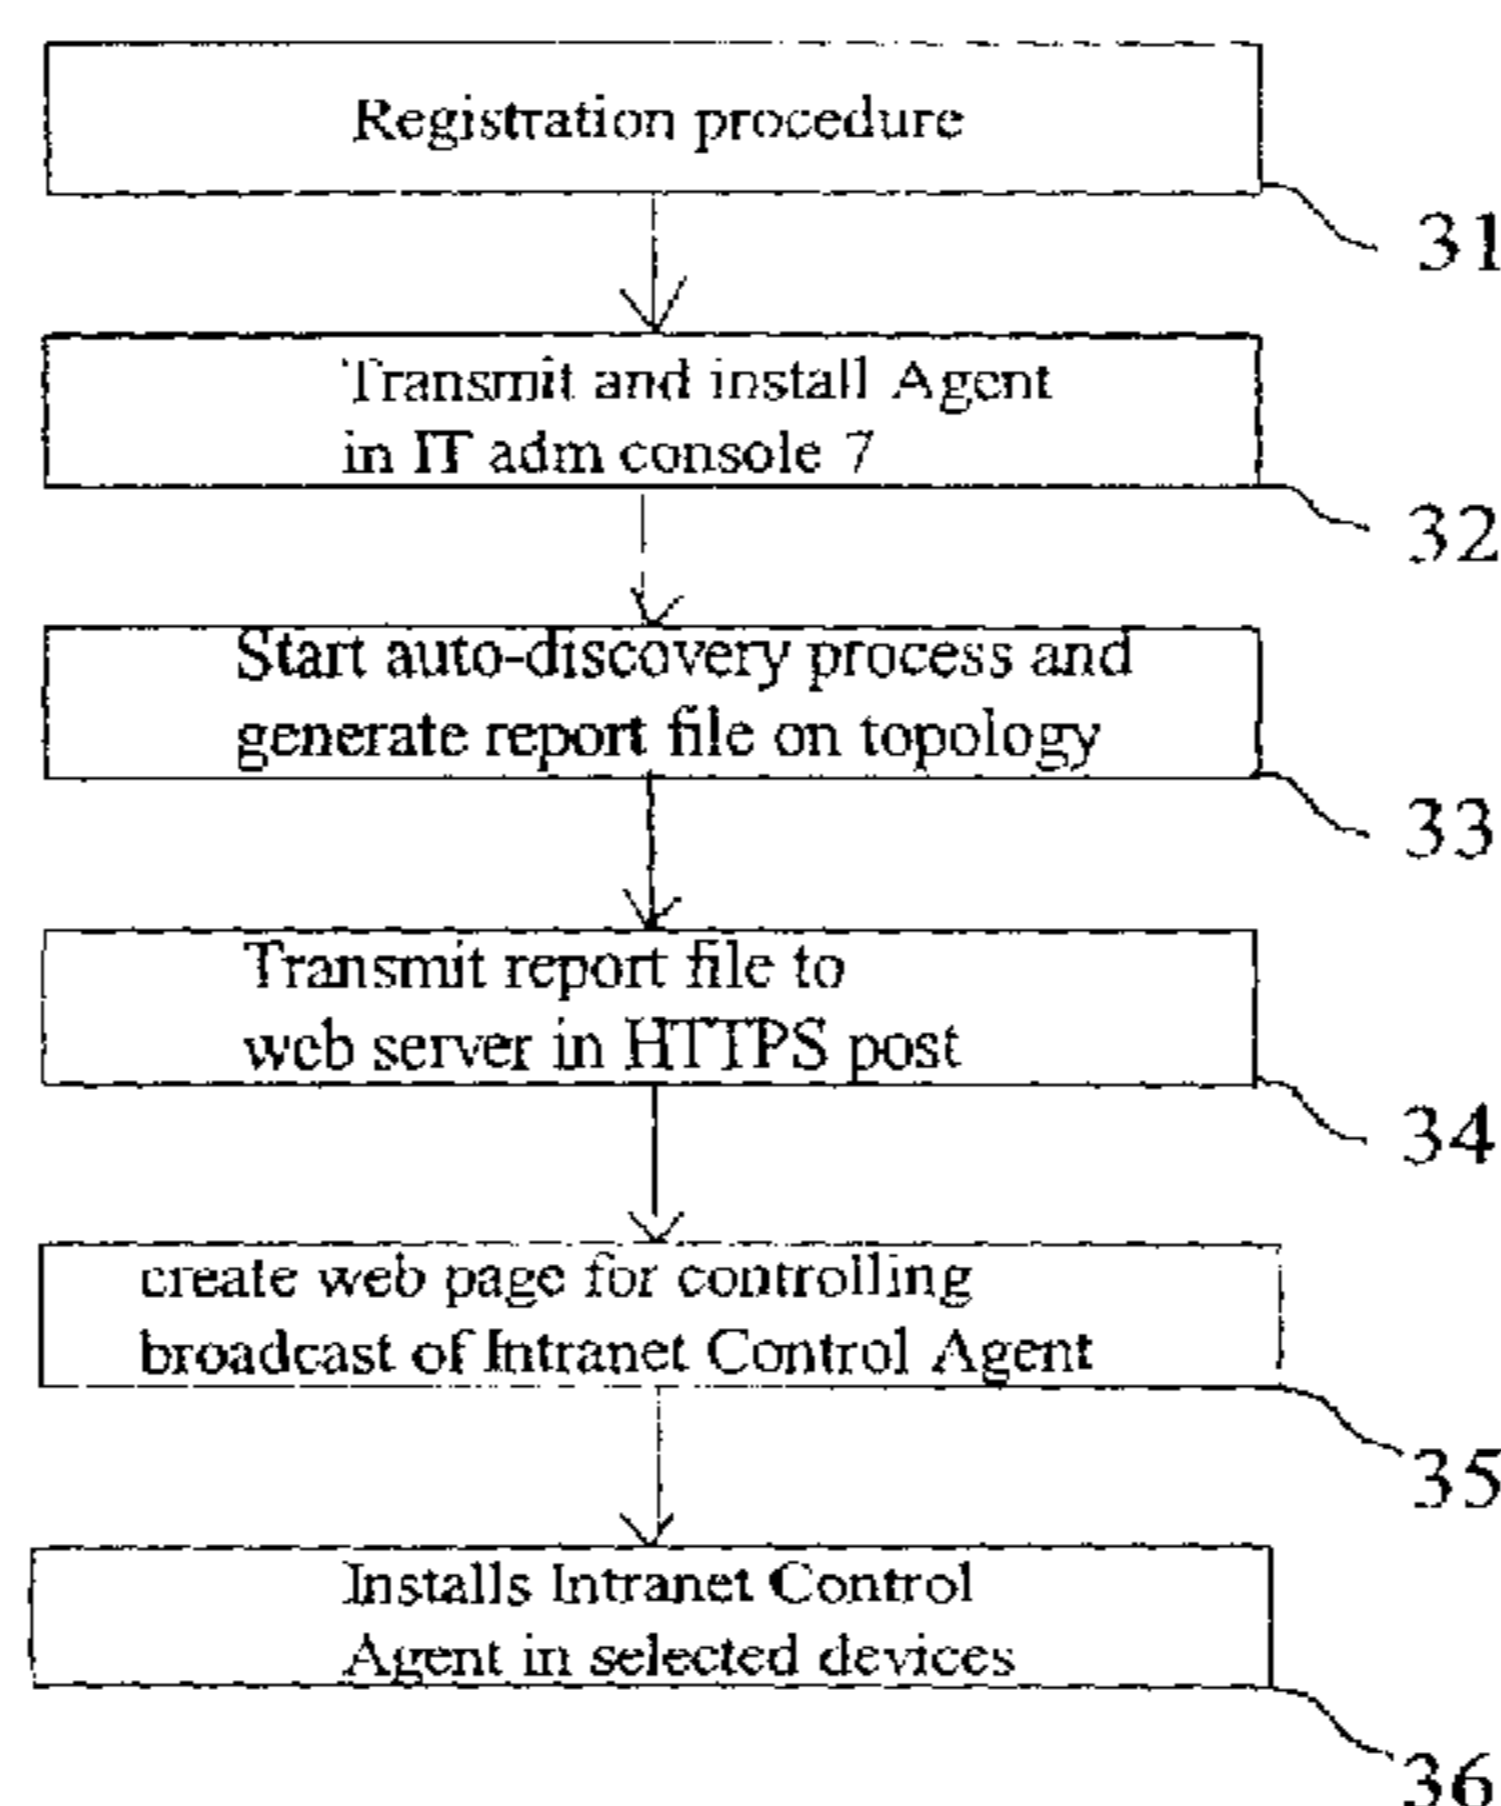 Registration procedure
31
Transmit and install Agent
in IT adm console 7
32
Start auto-discovery process and
generate report file on topology
33
Transmit report file to
web server in HTTPS post
34
create web page for controlling
broadcast of Intranet Control Agent
35
Installs Intranet Control
Agent in selected devices
36